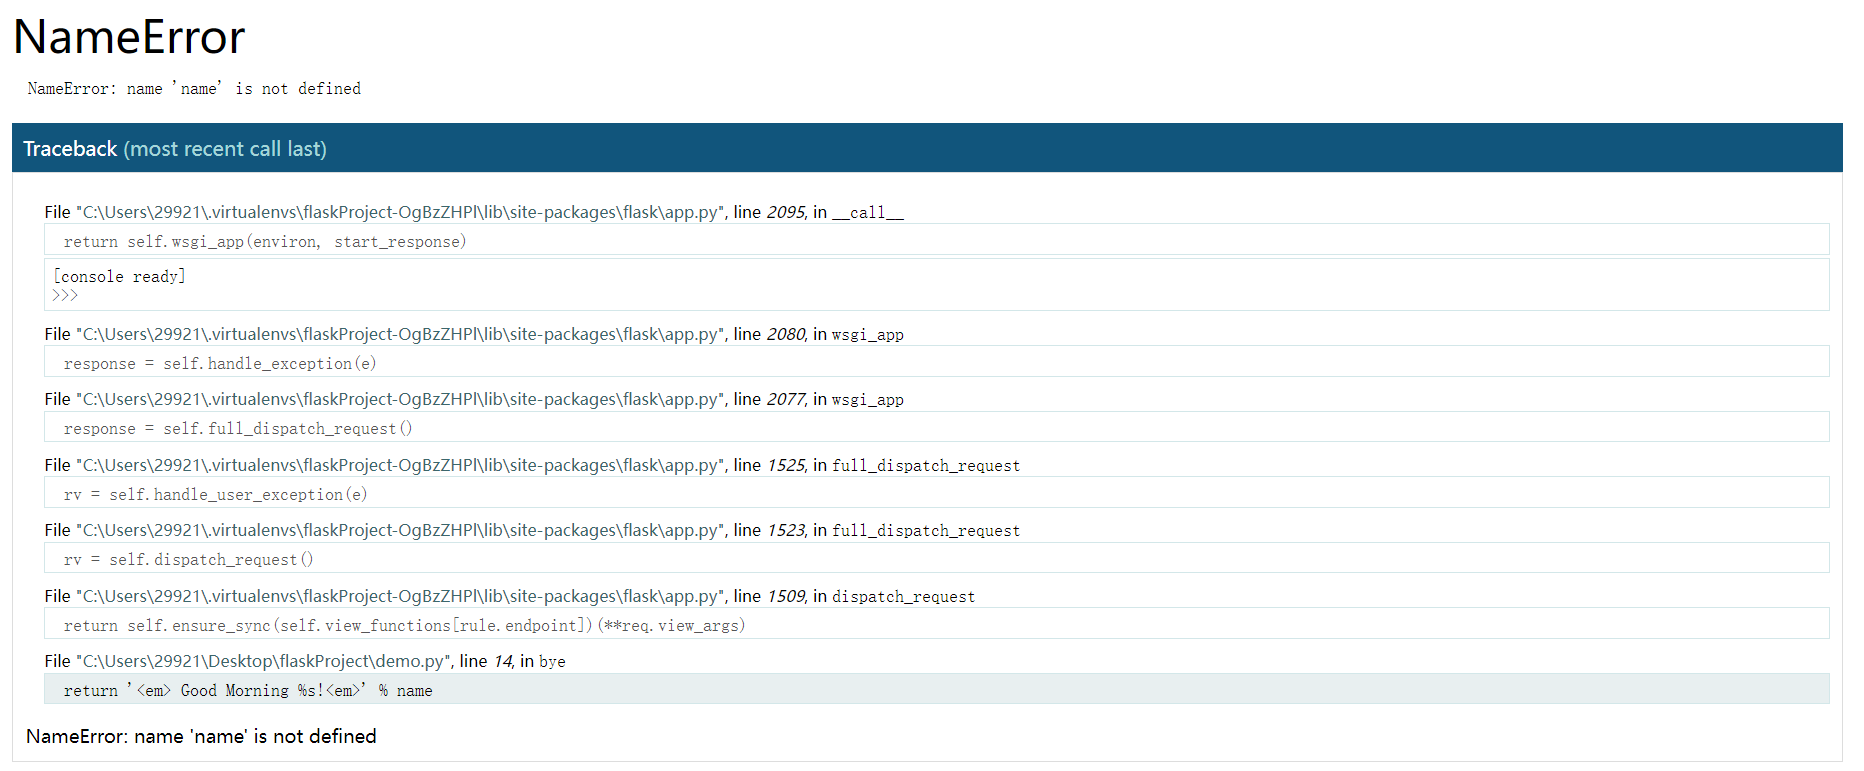 NameError
NameError: name 'name' is not defined
Traceback (most recent call last)
File "C:\Users\29921\.virtualenvs\flaskProject-OgBzZHPl\lib\site-packages\flask\app.py", line 2095, in __call__
return self.wsgi_app(environ, start_response)
[console ready]
>>>
File "C:\Users\29921\.virtualenvs\flaskProject-OgBzZHPl\lib\site-packages\flask\app.py", line 2080, in wsgi_app
response = self.handle_exception(e)
File "C:\Users\29921\.virtualenvs\flaskProject-OgBzZHPl\lib\site-packages\flask\app.py", line 2077, in wsgi_app
response = self.full_dispatch_request()
File "C:\Users\29921\.virtualenvs\flaskProject-OgBzZHPl\lib\site-packages\flask\app.py", line 1525, in full_dispatch_request
rv = self.handle_user_exception(e)
File "C:\Users\29921\.virtualenvs\flaskProject-OgBzZHPl\lib\site-packages\flask\app.py", line 1523, in full_dispatch_request
rv = self.dispatch_request()
File "C:\Users\29921\.virtualenvs\flaskProject-OgBzZHPl\lib\site-packages\flask\app.py", line 1509, in dispatch_request
return self.ensure_sync(self.view_functions[rule.endpoint])(**req.view_args)
File "C:\Users\29921\Desktop\flaskProject\demo.py", line 14, in bye
return '<em> Good Morning %s!<em>' % name
NameError: name 'name' is not defined